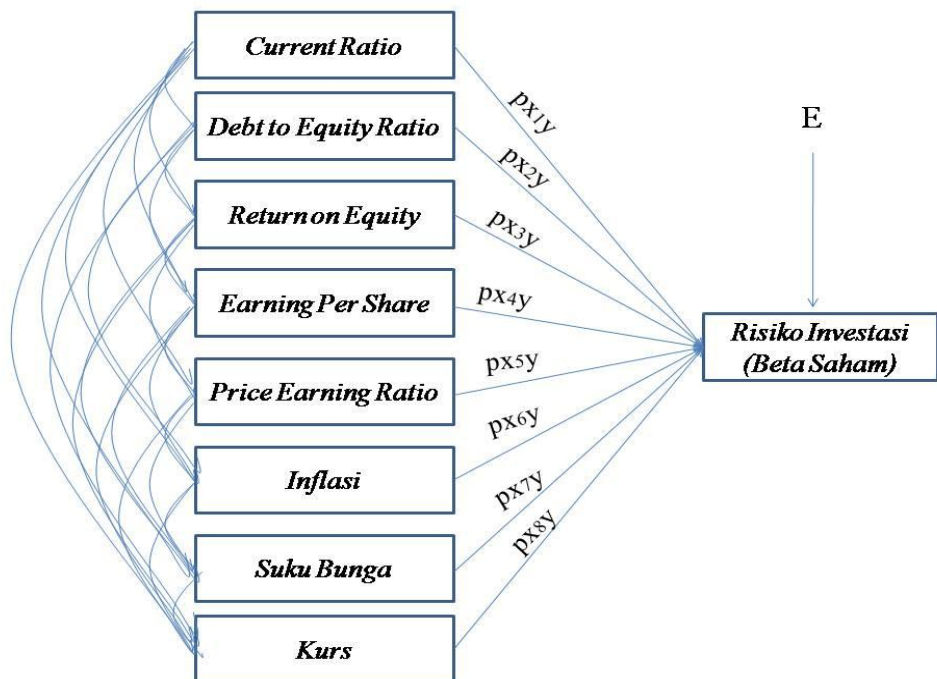 Current Ratio
Debt to Equity Ratio
Return on Equity
Earning Per Share
Price Earning Ratio
Inflasi
Suku Bunga
Kurs
px1y
px2y
px3y
px4y
px5y
px6y
px7y
px8y
E
Risiko Investasi
(Beta Saham)